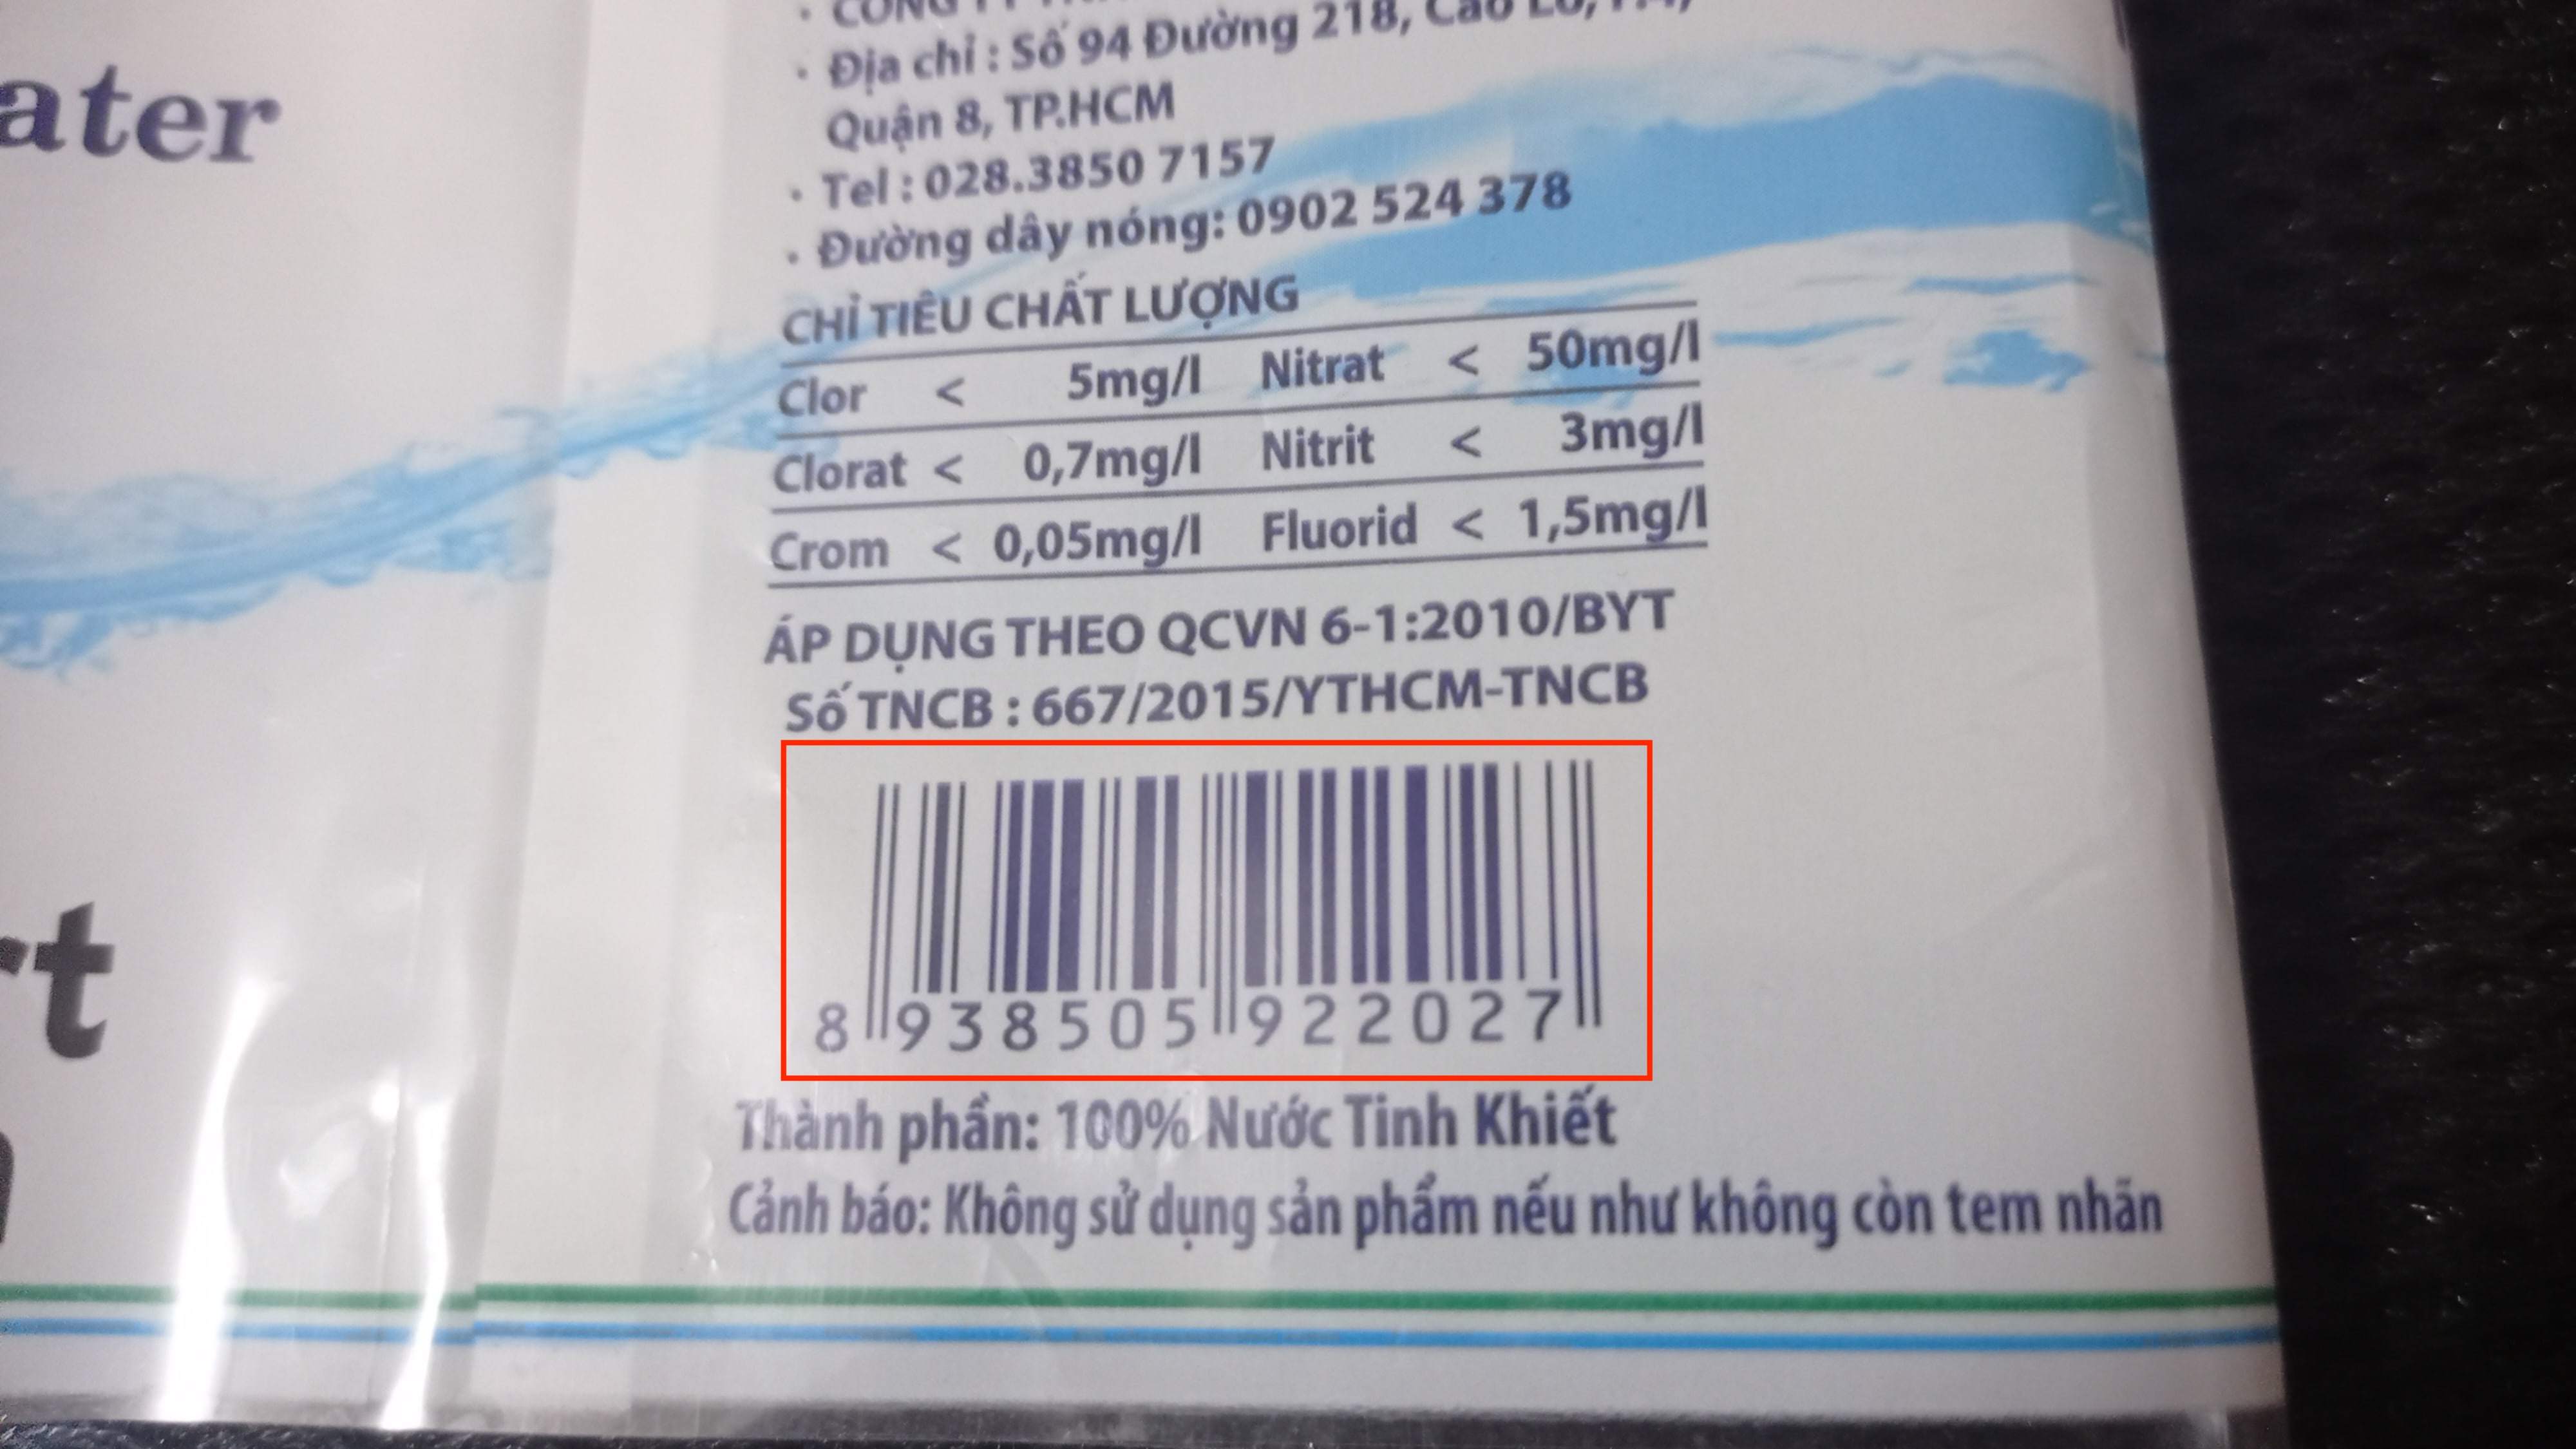 ater
· Địa chỉ : Số 94 Đường 218, Cao Lỗ,
Quận 8, TP.HCM
· Tel : 028.3850 7157
· Đường dây nóng: 0902 524 378
CHỈ TIÊU CHẤT LƯỢNG
Clor < 5mg/l Nitrat < 50mg/l
Clorat < 0,7mg/l Nitrit < 3mg/l
Crom < 0,05mg/l Fluorid < 1,5mg/l
ÁP DỤNG THEO QCVN 6-1:2010/BYT
Số TNCB : 667/2015/YTHCM-TNCB
rt
8 938505 922027
Thành phần: 100% Nước Tinh Khiết
Cảnh báo: Không sử dụng sản phẩm nếu như không còn tem nhãn